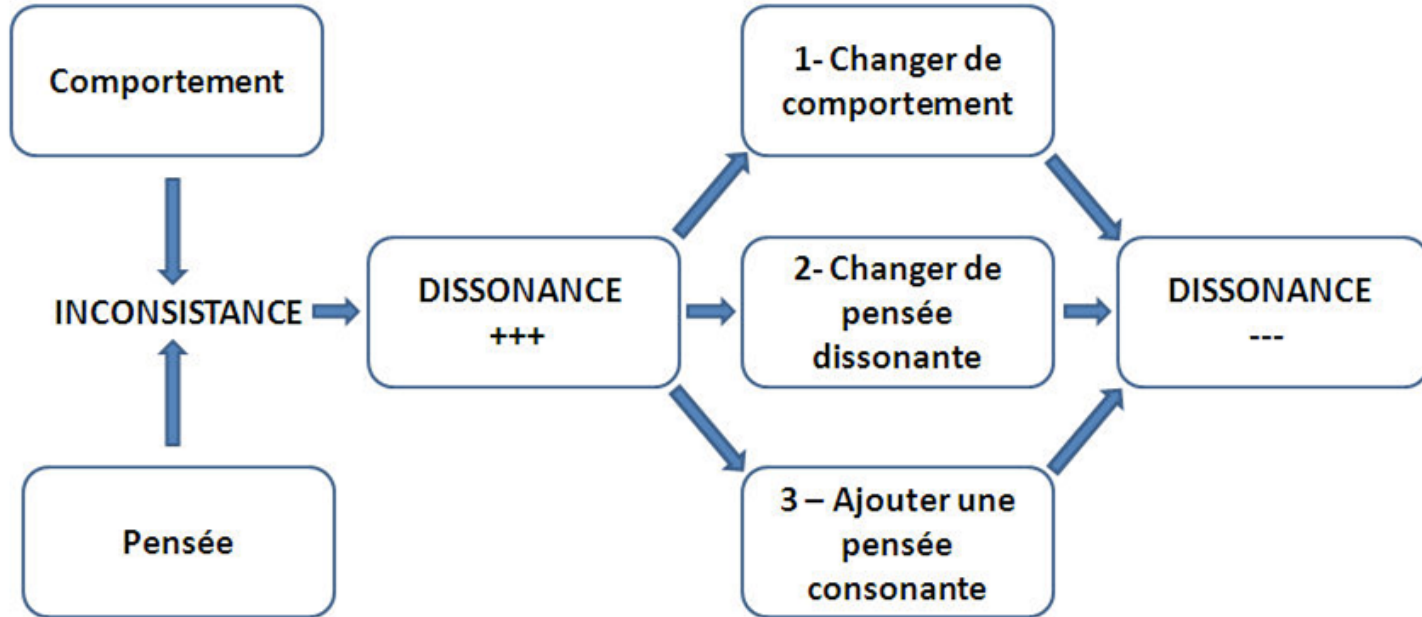 Comportement
INCONSISTANCE
Pensée
DISSONANCE
+++
1- Changer de
comportement
2- Changer de
pensée
dissonante
3 – Ajouter une
pensée
consonante
DISSONANCE
---